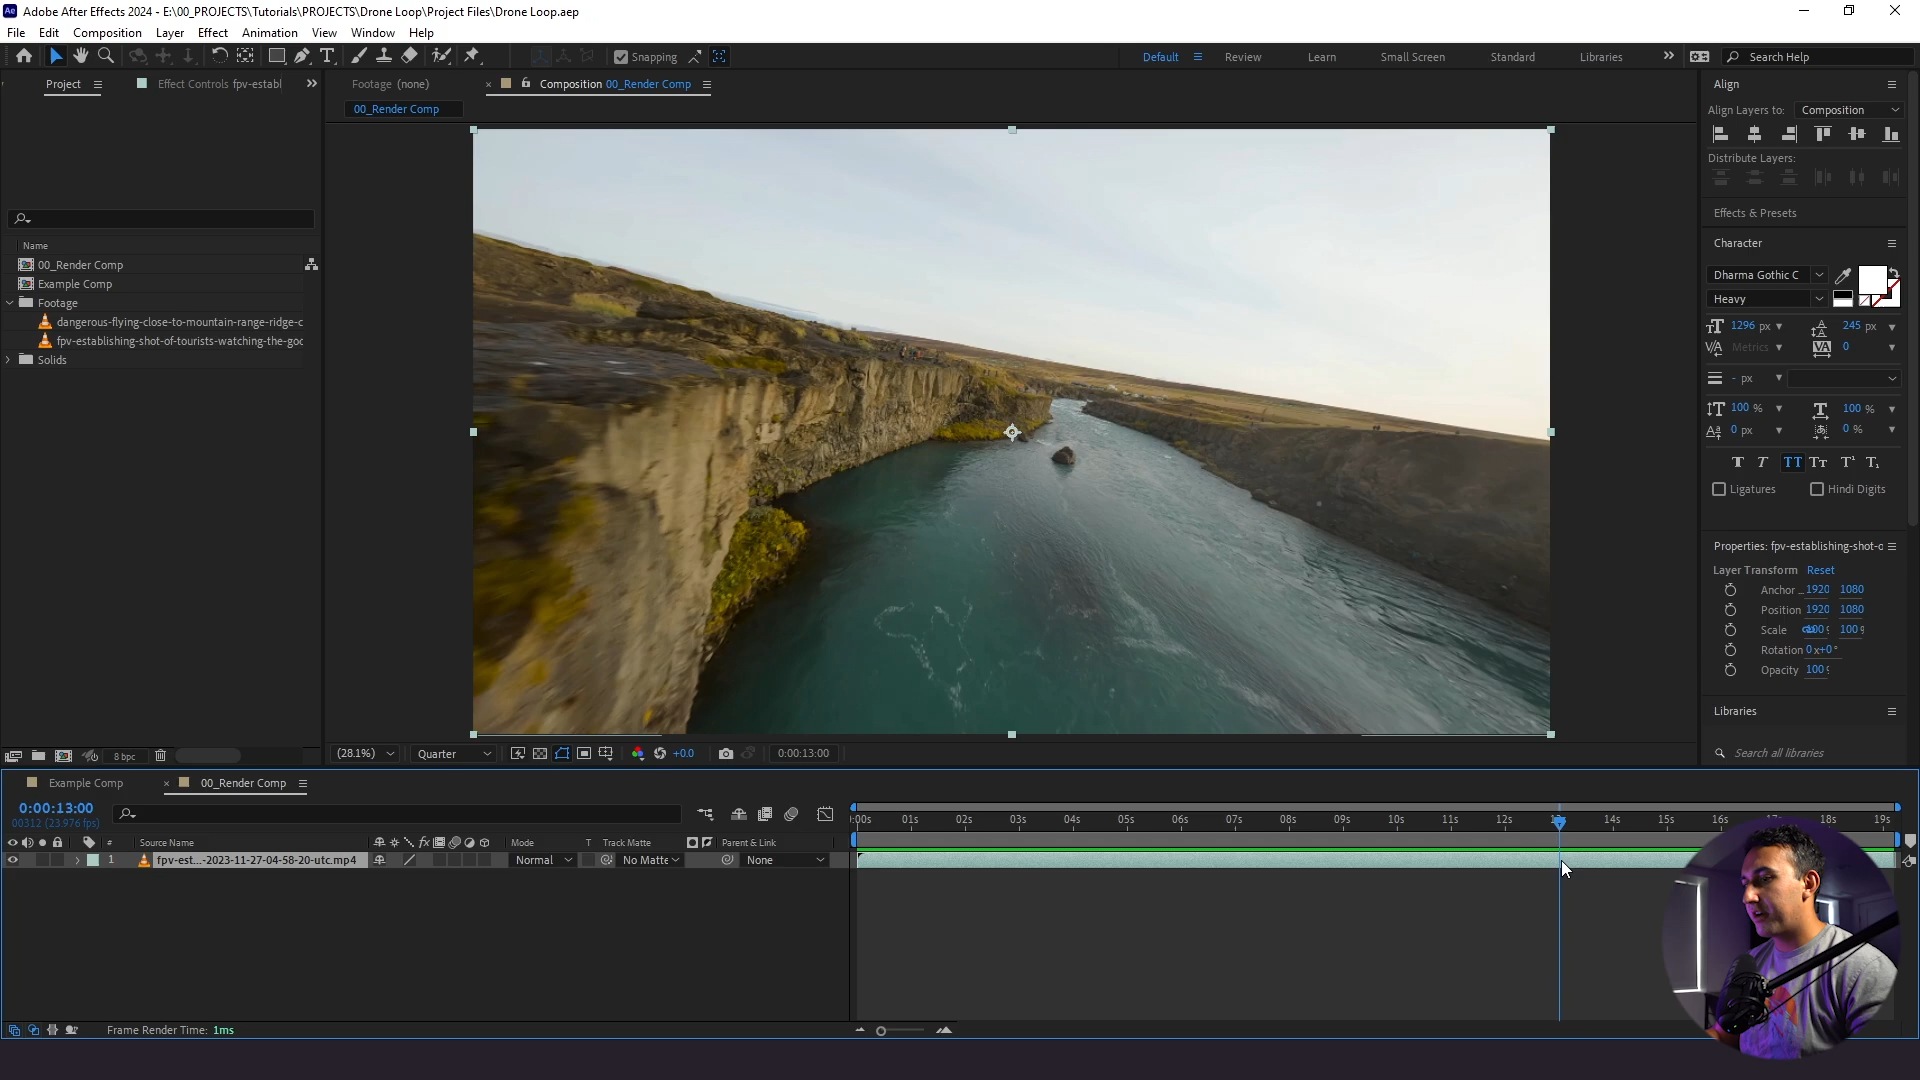 Adobe After Effects 2024 - E:\00_PROJECTS\Tutorials\PROJECTS\Drone Loop\Project Files\Drone Loop.aep
File Edit Composition Layer Effect Animation View Window Help
Snapping
Default Review Learn Small Screen Standard Libraries Search Help
Project Effect Controls fpv-establ
Footage (none) Composition 00_Render Comp
00_Render Comp
Name
00_Render Comp
Example Comp
Footage
dangerous-flying-close-to-mountain-range-ridge-c
fpv-establishing-shot-of-tourists-watching-the-goo
Solids
8 bpc
(28.1%) Quarter +0.0 0:00:13:00
Align
Align Layers to: Composition
Distribute Layers:
Effects & Presets
Character
Dharma Gothic C
Heavy
1296 px 245 px
Metrics 0
- px
100 % 100 %
0 px 0 %
Ligatures Hindi Digits
Properties: fpv-establishing-shot-o
Layer Transform Reset
Anchor 1920 1080
Position 1920 1080
Scale 100
Rotation 0x+0°
Opacity 100
Libraries
Search all libraries
Example Comp 00_Render Comp
0:00:13:00
00312 (23.976 fps)
:00s 01s 02s 03s 04s 05s 06s 07s 08s 09s 10s 11s 12s 14s 15s 16s 17s 18s 19s
# Source Name Mode T Track Matte Parent & Link
1 fpv-est...-2023-11-27-04-58-20-utc.mp4 Normal No Matte None
Frame Render Time: 1ms